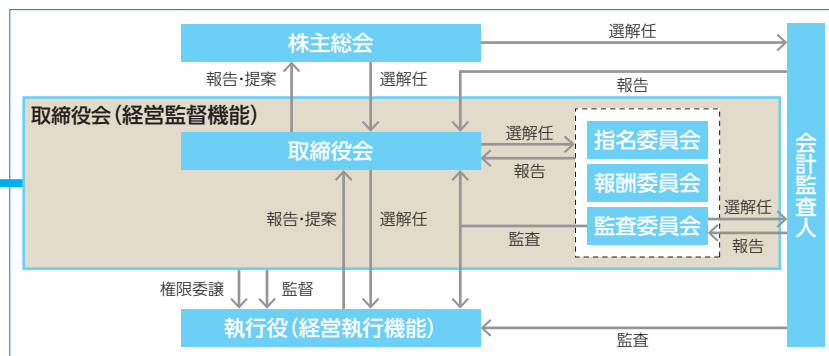 株主総会
選解任
報告・提案
選解任
報告
取締役会（経営監督機能）
取締役会
選解任
報告
指名委員会
報酬委員会
監査委員会
選解任
報告
会計監査人
報告・提案
選解任
監査
権限委譲
監督
執行役（経営執行機能）
監査